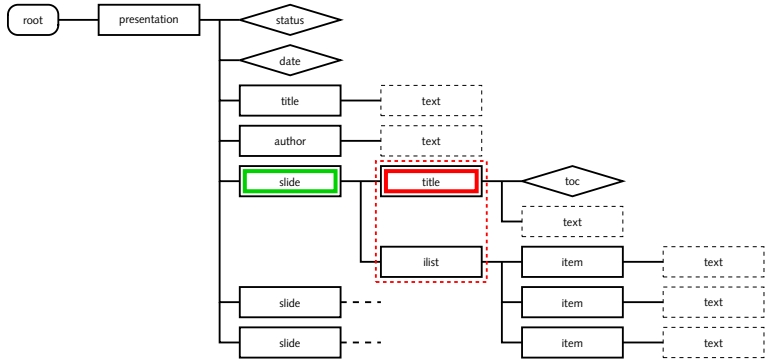 root presentation status
date
title text
author text
slide title toc
text
ilist item text
slide item text
slide item text